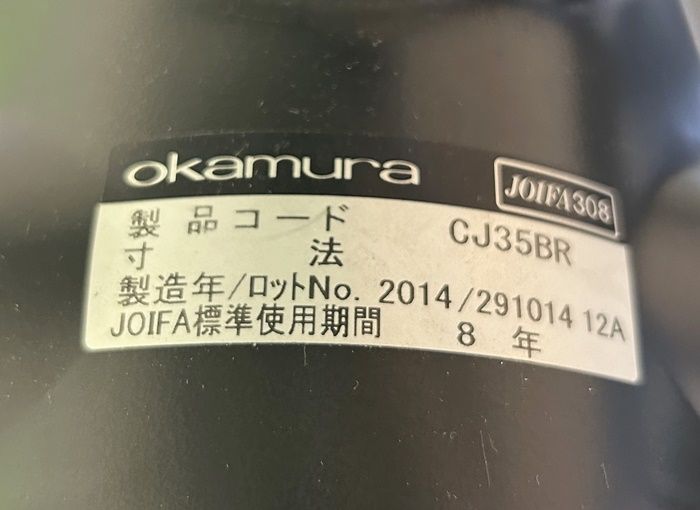 okamura
JOIFA308
製品コード CJ35BR
寸法
製造年/ロットNo. 2014/291014 12A
JOIFA標準使用期間 8 年